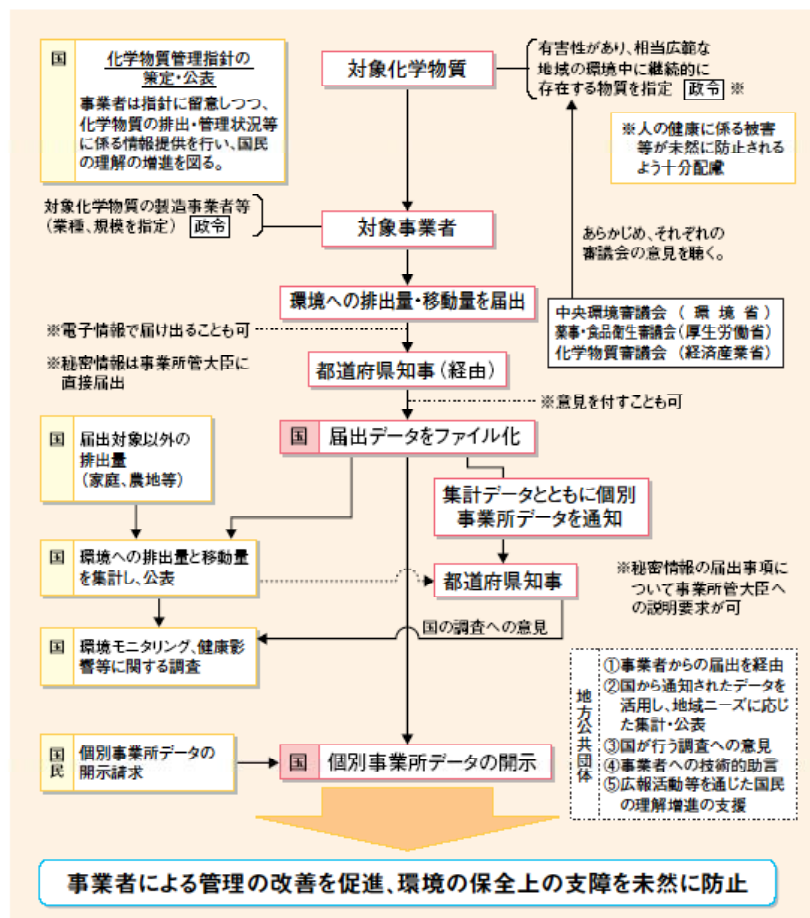 国
化学物質管理指針の
策定・公表
事業者は指針に留意しつつ、
化学物質の排出・管理状況等
に係る情報提供を行い、国民
の理解の増進を図る。
対象化学物質
有害性があり、相当広範な
地域の環境中に継続的に
存在する物質を指定 政令 ※
※人の健康に係る被害
等が未然に防止される
よう十分配慮
対象化学物質の製造事業者等
(業種、規模を指定) 政令
対象事業者
あらかじめ、それぞれの
審議会の意見を聴く。
環境への排出量・移動量を届出
中央環境審議会(環境省)
薬事・食品衛生審議会(厚生労働省)
化学物質審議会(経済産業省)
※電子情報で届け出ることも可
※秘密情報は事業所管大臣に
直接届出
都道府県知事(経由)
※意見を付すことも可
国 届出データをファイル化
国 届出対象以外の
排出量
(家庭、農地等)
集計データとともに個別
事業所データを通知
国 環境への排出量と移動量
を集計し、公表
都道府県知事
※秘密情報の届出事項に
ついて事業所管大臣へ
の説明要求が可
国の調査への意見
国 環境モニタリング、健康影
響等に関する調査
地方公共団体
①事業者からの届出を経由
②国から通知されたデータを
活用し、地域ニーズに応じ
た集計・公表
③国が行う調査への意見
④事業者への技術的助言
⑤広報活動等を通じた国民
の理解増進の支援
国民 個別事業所データの
開示請求
国 個別事業所データの開示
事業者による管理の改善を促進、環境の保全上の支障を未然に防止